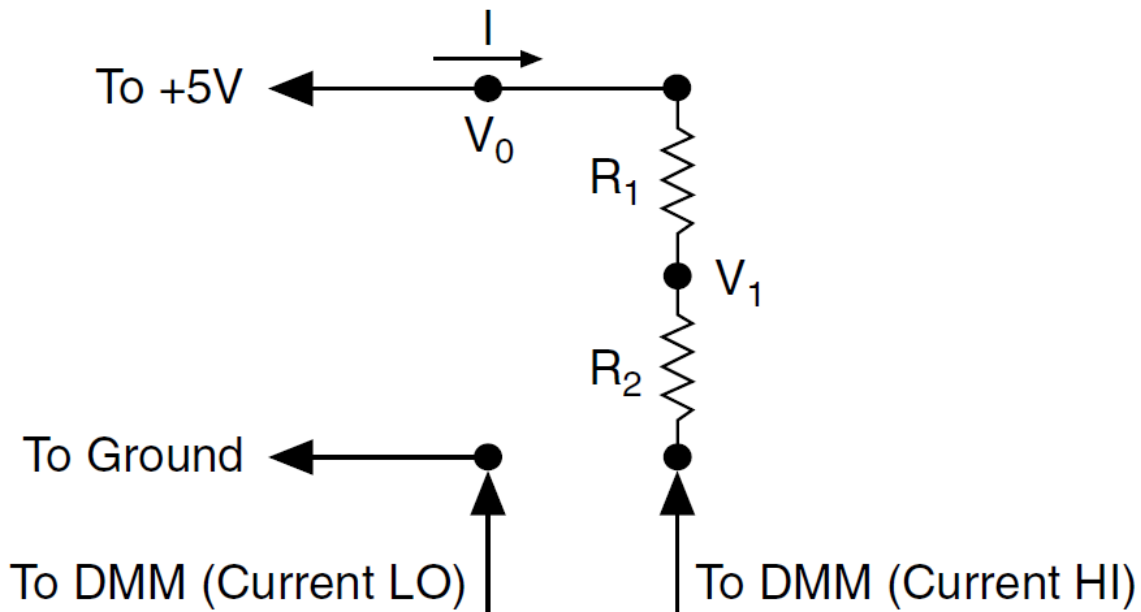 I
To +5V
V₀
R₁
V₁
R₂
To Ground
To DMM (Current LO)
To DMM (Current HI)